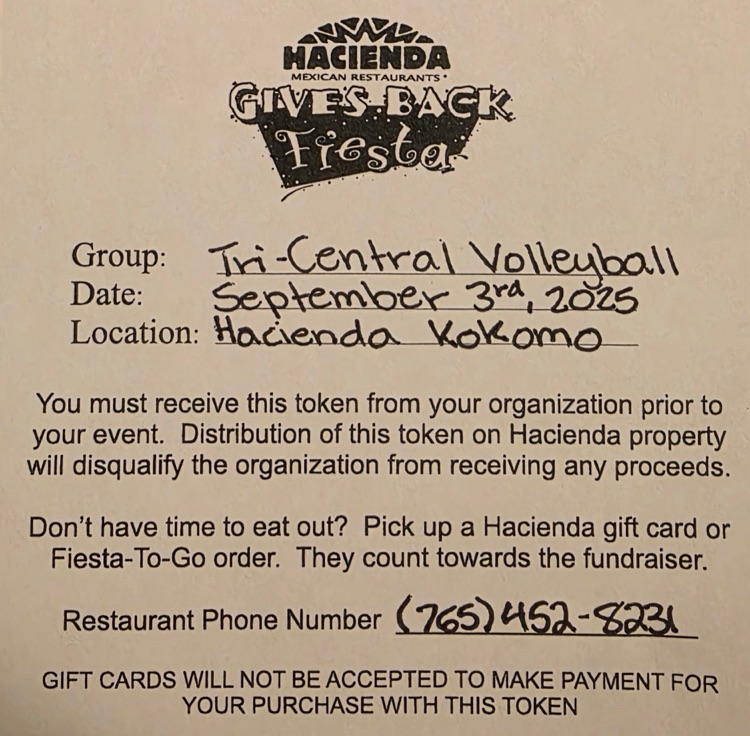 HACIENDA
MEXICAN RESTAURANTS
GIVES BACK
Fiesta
Group: Tri-Central Volleyball
Date: September 3rd, 2025
Location: Hacienda Kokomo
You must receive this token from your organization prior to
your event. Distribution of this token on Hacienda property
will disqualify the organization from receiving any proceeds.
Don't have time to eat out? Pick up a Hacienda gift card or
Fiesta-To-Go order. They count towards the fundraiser.
Restaurant Phone Number (765)452-8231
GIFT CARDS WILL NOT BE ACCEPTED TO MAKE PAYMENT FOR
YOUR PURCHASE WITH THIS TOKEN